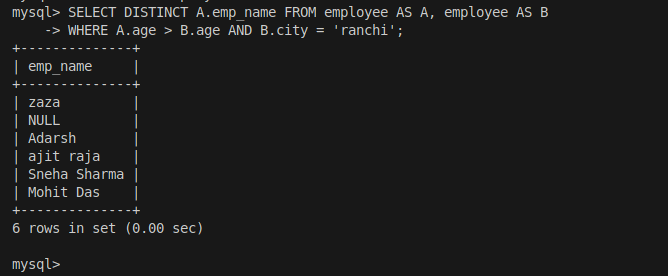 mysql> SELECT DISTINCT A.emp_name FROM employee AS A, employee AS B
    -> WHERE A.age > B.age AND B.city = 'ranchi';
+--------------+
| emp_name     |
+--------------+
| zaza         |
| NULL         |
| Adarsh       |
| ajit raja    |
| Sneha Sharma |
| Mohit Das    |
+--------------+
6 rows in set (0.00 sec)
mysql>